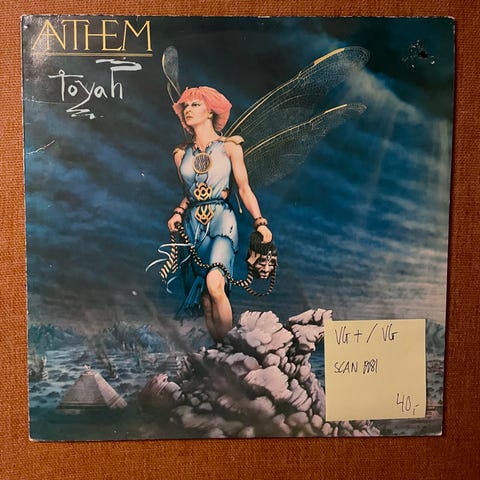 ANTHEM
Toyah
VG+/VG
SCAN 1981
40,-